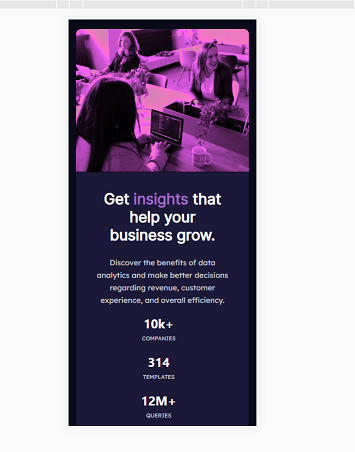 Get insights that
help your
business grow.
Discover the benefits of data
analytics and make better decisions
regarding revenue, customer
experience, and overall efficiency.
10k+
COMPANIES
314
TEMPLATES
12M+
QUERIES